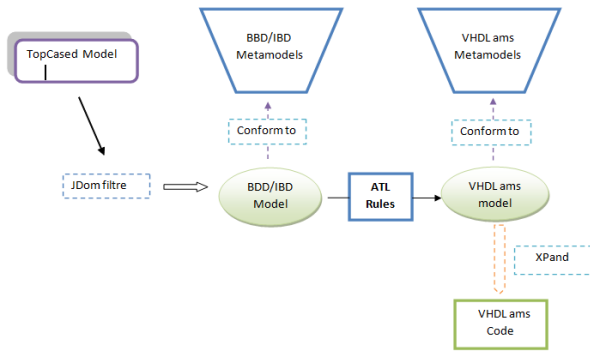 TopCased Model
BBD/IBD
Metamodels
VHDL ams
Metamodels
Conform to
Conform to
JDom filtre
BDD/IBD
Model
ATL
Rules
VHDL ams
model
XPand
VHDL ams
Code